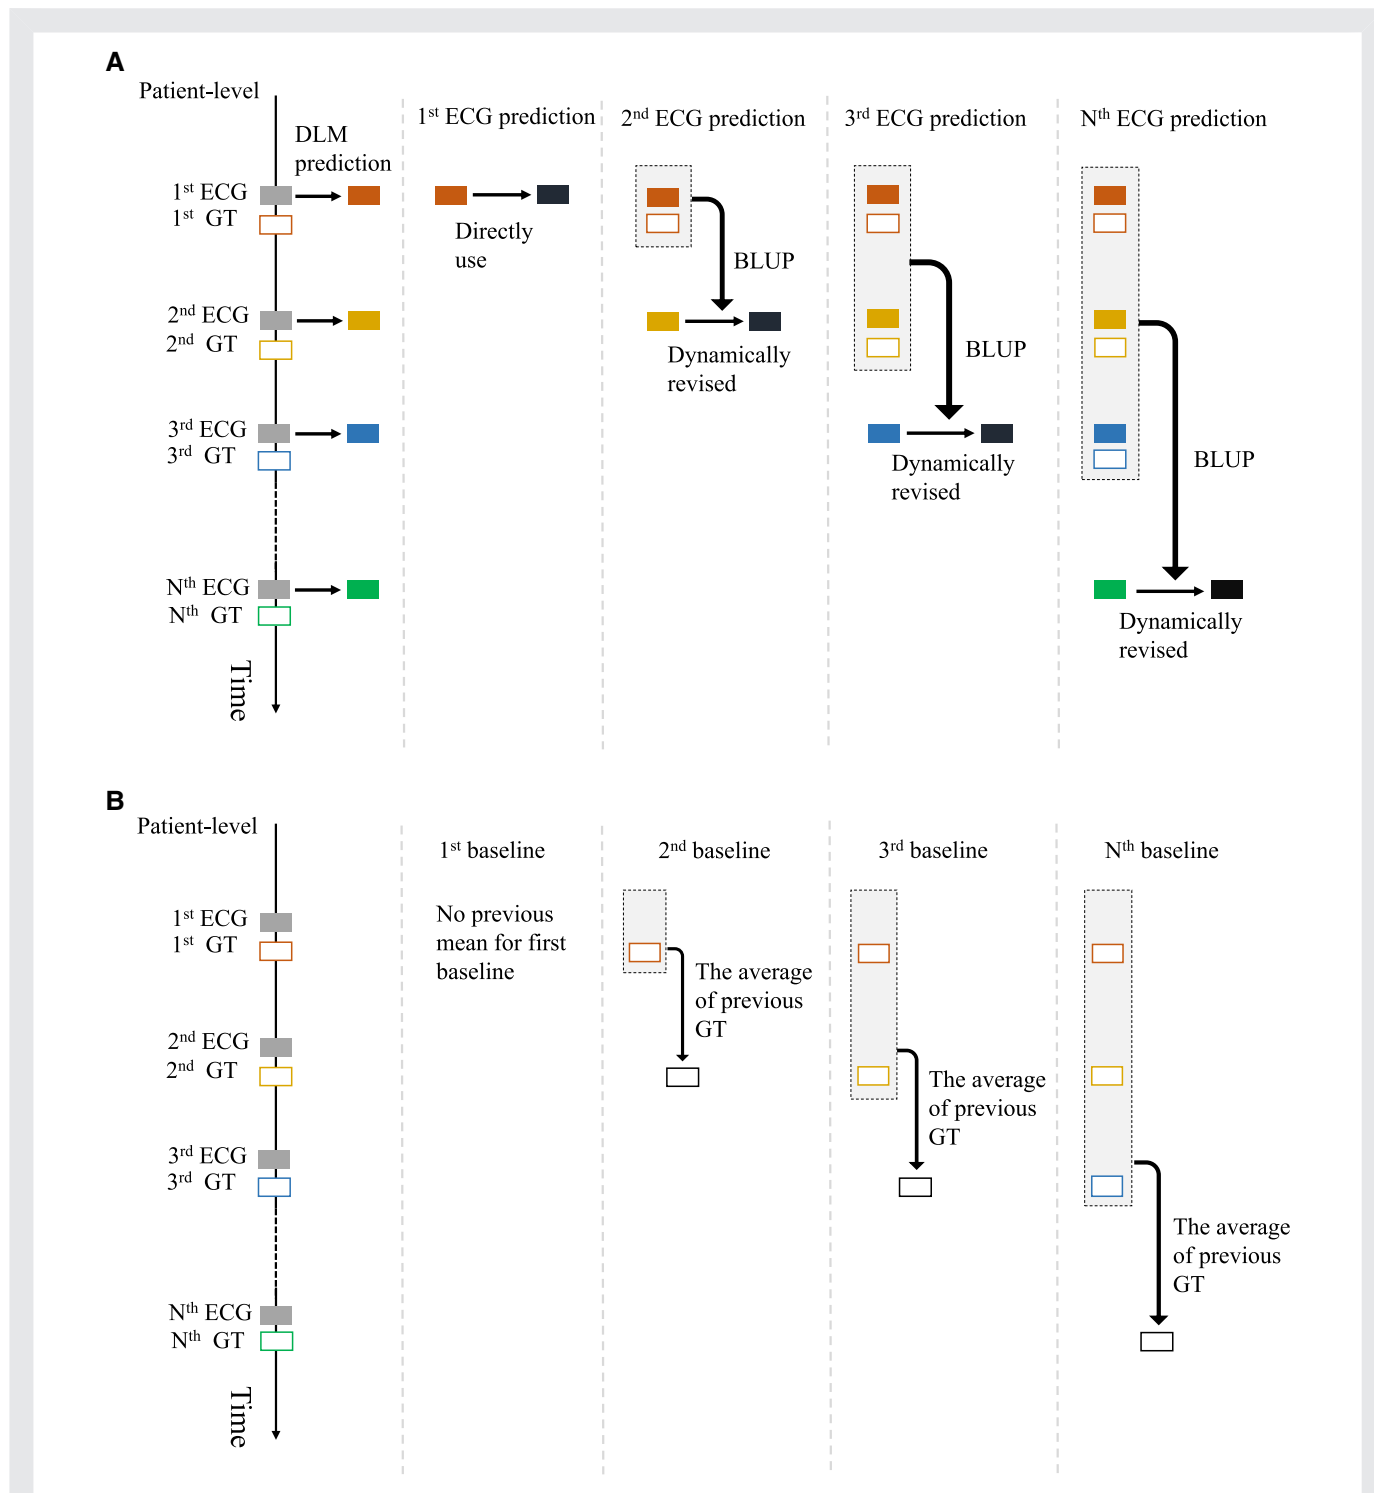 A
Patient-level
DLM
prediction
1st ECG prediction
2nd ECG prediction
3rd ECG prediction
Nth ECG prediction
1st ECG
1st GT
Directly
use
BLUP
2nd ECG
2nd GT
Dynamically
revised
BLUP
3rd ECG
3rd GT
Dynamically
revised
BLUP
Nth ECG
Nth GT
Dynamically
revised
Time
B
Patient-level
1st baseline
2nd baseline
3rd baseline
Nth baseline
1st ECG
1st GT
No previous
mean for first
baseline
The average
of previous
GT
2nd ECG
2nd GT
The average
of previous
GT
3rd ECG
3rd GT
The average
of previous
GT
Nth ECG
Nth GT
Time